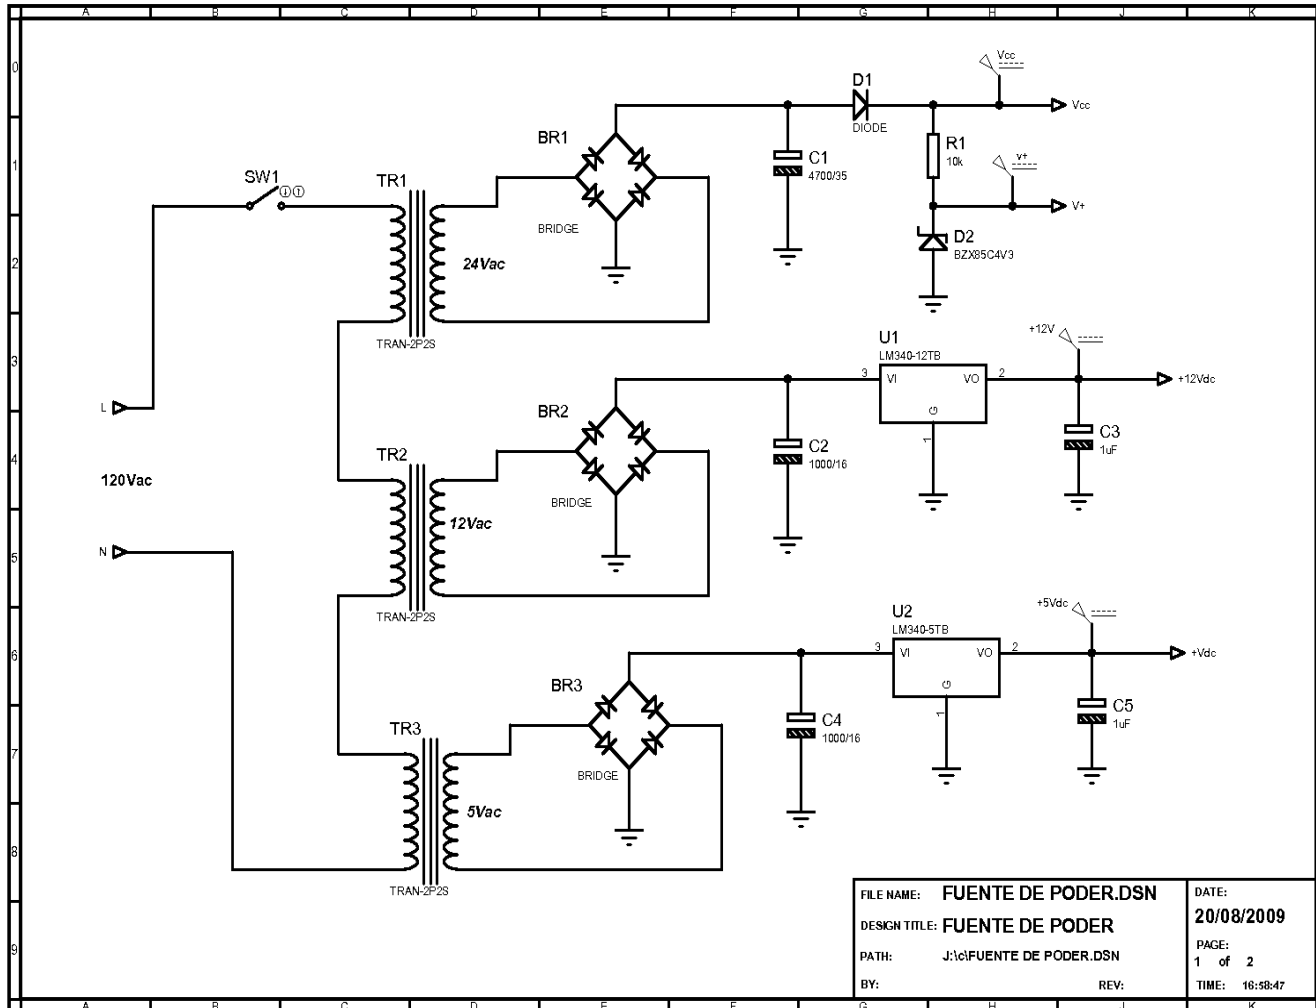 A B C D E F G H J K
0
1
2
3
4
5
6
7
8
9
Vcc
D1
Vcc
DIODE
BR1
C1
4700/35
R1
10k
v+
SW1
TR1
V+
BRIDGE
D2
BZX85C4V3
24Vac
+12V
U1
LM340-12TB
TRAN-2P2S
3 VI VO 2
+12Vdc
G
1
L
BR2
C2
1000/16
C3
1uF
TR2
120Vac
BRIDGE
12Vac
N
+5Vdc
U2
LM340-5TB
TRAN-2P2S
3 VI VO 2
+Vdc
G
1
BR3
C4
1000/16
C5
1uF
TR3
BRIDGE
5Vac
TRAN-2P2S
FILE NAME: FUENTE DE PODER.DSN
DESIGN TITLE: FUENTE DE PODER
PATH: J:\c\FUENTE DE PODER.DSN
BY: REV:
DATE:
20/08/2009
PAGE:
1 of 2
TIME: 16:58:47
A B C D E F G H J K